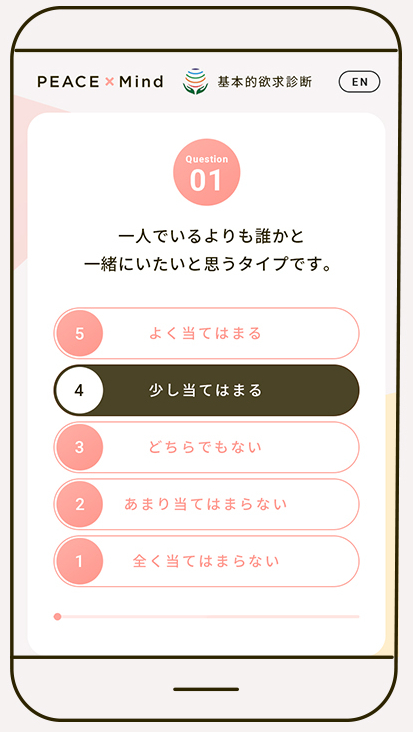 PEACE×Mind 基本的欲求診断 EN
Question
01
一人でいるよりも誰かと
一緒にいたいと思うタイプです。
5 よく当てはまる
4 少し当てはまる
3 どちらでもない
2 あまり当てはまらない
1 全く当てはまらない